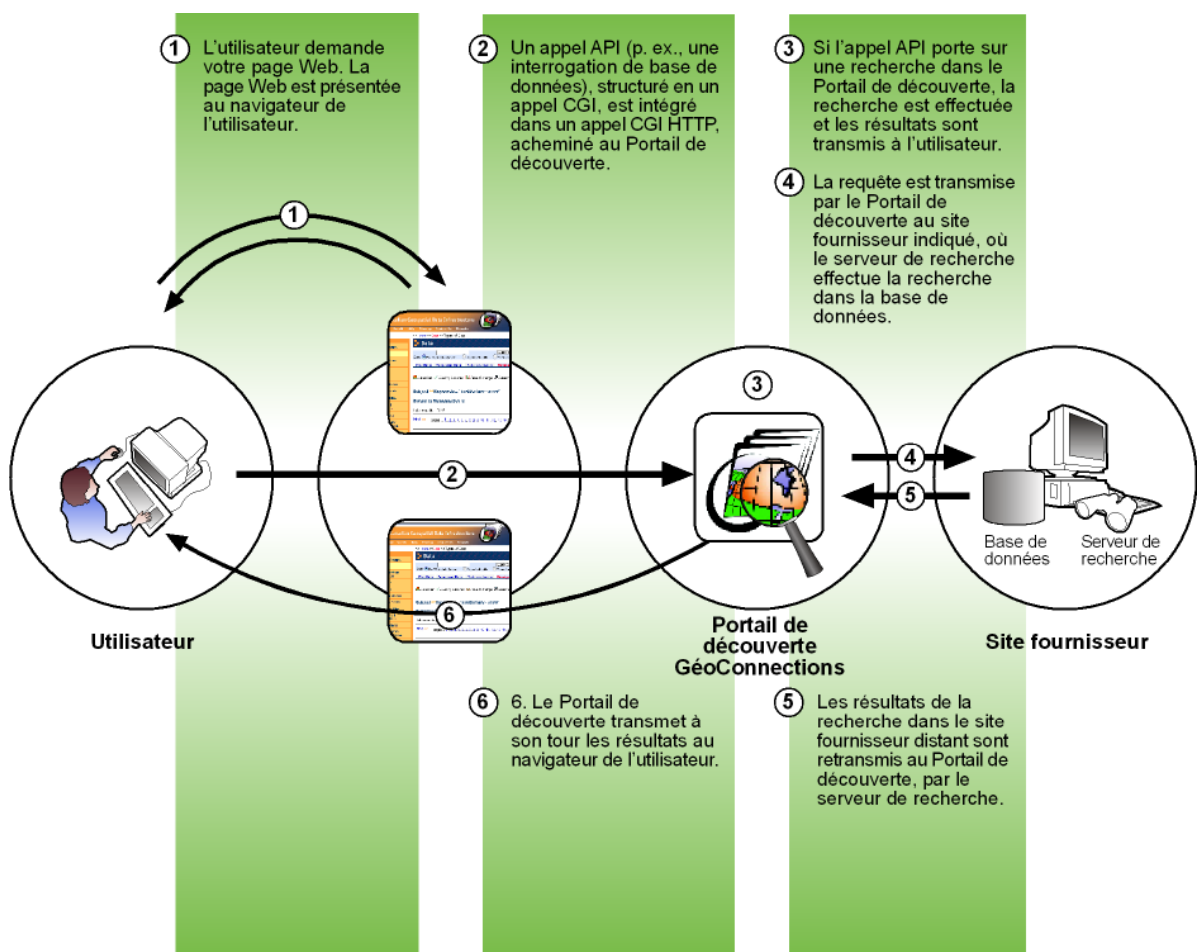 1
L'utilisateur demande
votre page Web. La
page Web est présentée
au navigateur de
l'utilisateur.
2
Un appel API (p. ex., une
interrogation de base de
données), structuré en un
appel CGI, est intégré
dans un appel CGI HTTP,
acheminé au Portail de
découverte.
3
Si l'appel API porte sur
une recherche dans le
Portail de découverte, la
recherche est effectuée
et les résultats sont
transmis à l'utilisateur.
4
La requête est transmise
par le Portail de
découverte au site
fournisseur indiqué, où
le serveur de recherche
effectue la recherche
dans la base de
données.
1
3
2
4
5
6
Base de
données
Serveur de
recherche
Utilisateur
Portail de
découverte
GéoConnections
Site fournisseur
6
6. Le Portail de
découverte transmet à
son tour les résultats au
navigateur de l'utilisateur.
5
Les résultats de la
recherche dans le site
fournisseur distant sont
retransmis au Portail de
découverte, par le
serveur de recherche.